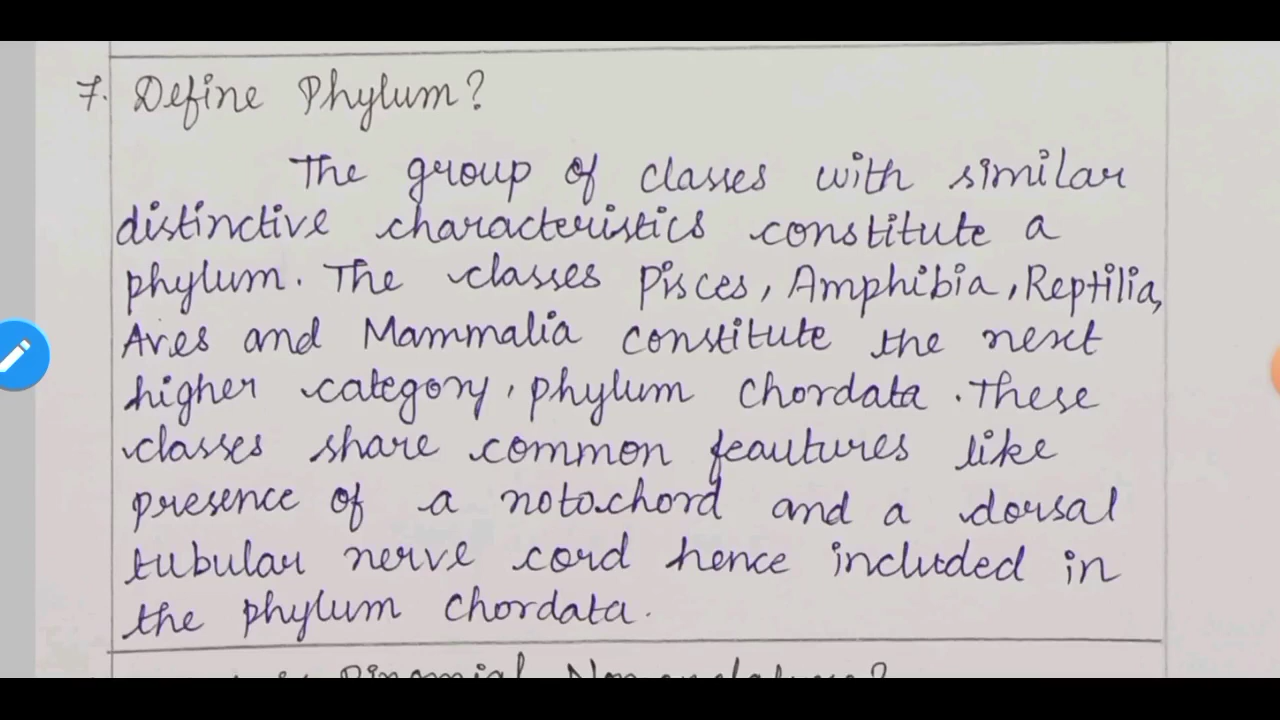 7. Define Phylum?
The group of classes with similar
distinctive characteristics constitute a
phylum. The classes Pisces, Amphibia, Reptilia,
Aves and Mammalia constitute the next
higher category, phylum Chordata. These
classes share common feautures like
presence of a notochord and a dorsal
tubular nerve cord hence included in
the phylum Chordata.
Binomial Nomenclature?